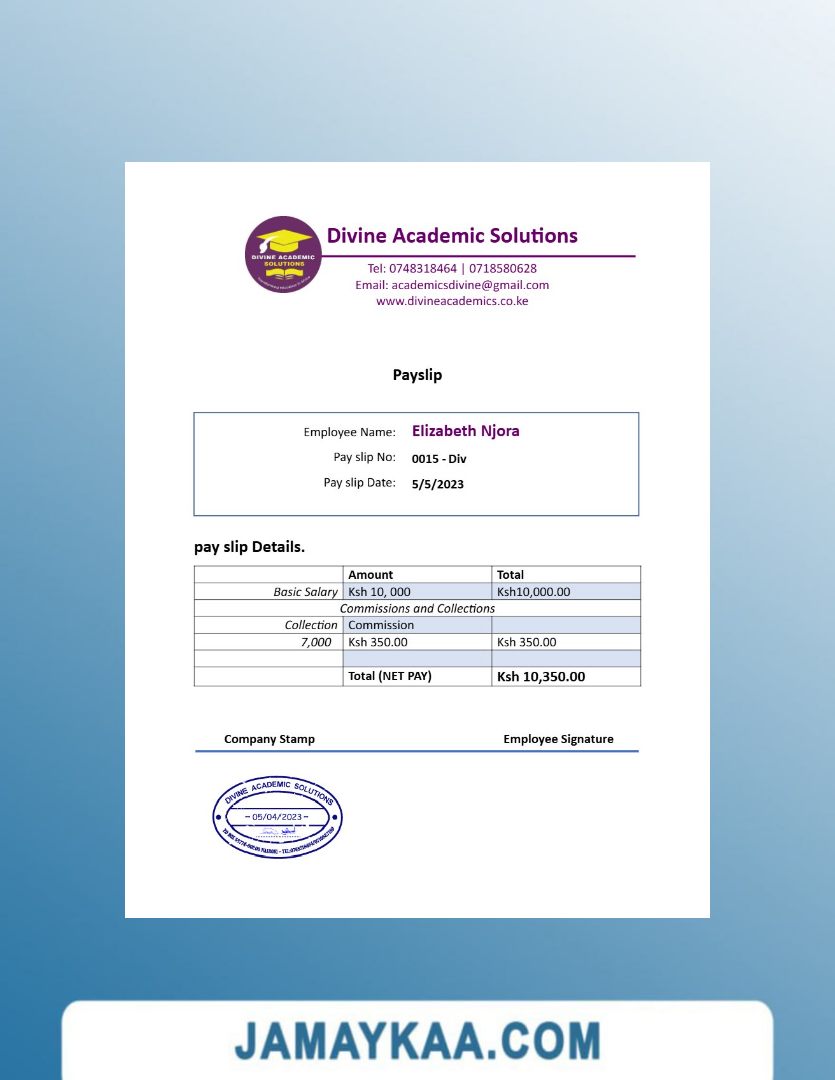 DIVINE ACADEMIC
SOLUTIONS
Divine Academic Solutions
Tel: 0748318464 | 0718580628
Email: academicsdivine@gmail.com
www.divineacademics.co.ke
Payslip
Employee Name: Elizabeth Njora
Pay slip No: 0015 - Div
Pay slip Date: 5/5/2023
pay slip Details.
Amount Total
Basic Salary Ksh 10, 000 Ksh10,000.00
Commissions and Collections
Collection Commission
7,000 Ksh 350.00 Ksh 350.00
Total (NET PAY) Ksh 10,350.00
Company Stamp Employee Signature
DIVINE ACADEMIC SOLUTIONS
- 05/04/2023 -
JAMAYKAA.COM